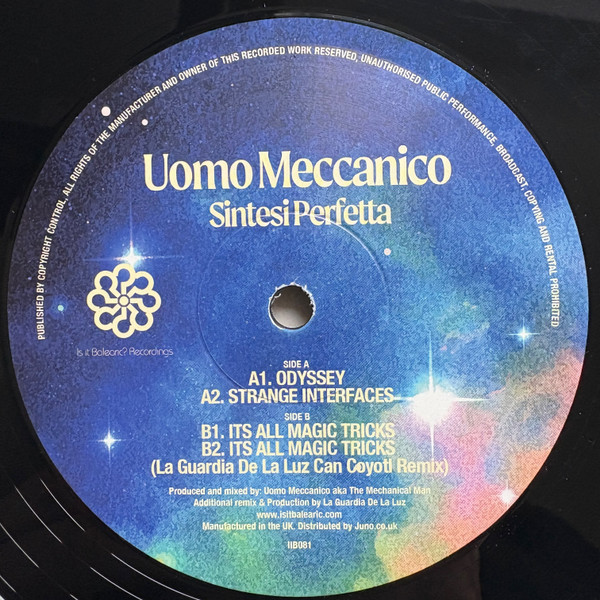 PUBLISHED BY COPYRIGHT CONTROL. ALL RIGHTS OF THE MANUFACTURER AND OWNER OF THIS RECORDED WORK RESERVED, UNAUTHORISED PUBLIC PERFORMANCE, BROADCAST, COPYING AND RENTAL PROHIBITED
Uomo Meccanico
Sintesi Perfetta
Is it Balearic? Recordings
SIDE A
A1. ODYSSEY
A2. STRANGE INTERFACES
SIDE B
B1. ITS ALL MAGIC TRICKS
B2. ITS ALL MAGIC TRICKS
(La Guardia De La Luz Can Coyoti Remix)
Produced and mixed by: Uomo Meccanico aka The Mechanical Man
Additional remix & Production by La Guardia De La Luz
www.isitbalearic.com
Manufactured in the UK. Distributed by Juno.co.uk
IIB081